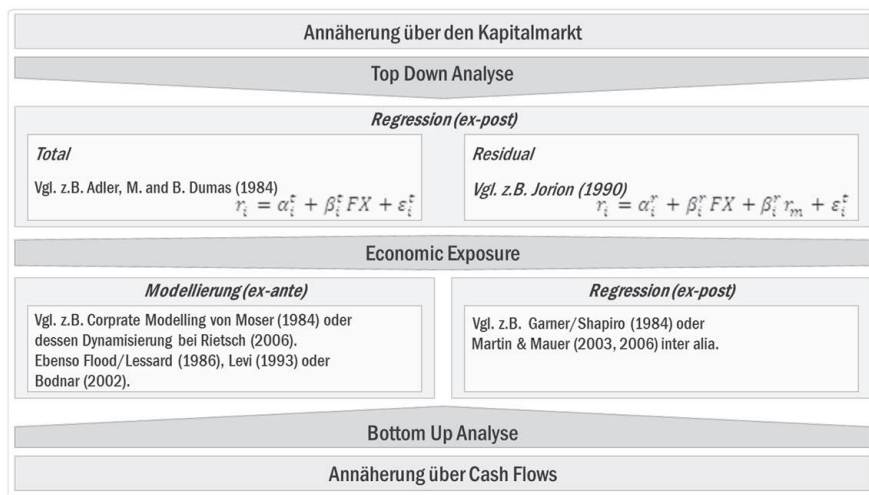 Annäherung über den Kapitalmarkt
Top Down Analyse
Regression (ex-post)
Total
Vgl. z.B. Adler, M. and B. Dumas (1984)
r_i = α_i^t + β_i^t FX + ε_i^t
Residual
Vgl. z.B. Jorion (1990)
r_i = α_i^r + β_i^r FX + β_i^r r_m + ε_i^t
Economic Exposure
Modellierung (ex-ante)
Vgl. z.B. Corprate Modelling von Moser (1984) oder
dessen Dynamisierung bei Rietsch (2006).
Ebenso Flood/Lessard (1986), Levi (1993) oder
Bodnar (2002).
Regression (ex-post)
Vgl. z.B. Garner/Shapiro (1984) oder
Martin & Mauer (2003, 2006) inter alia.
Bottom Up Analyse
Annäherung über Cash Flows